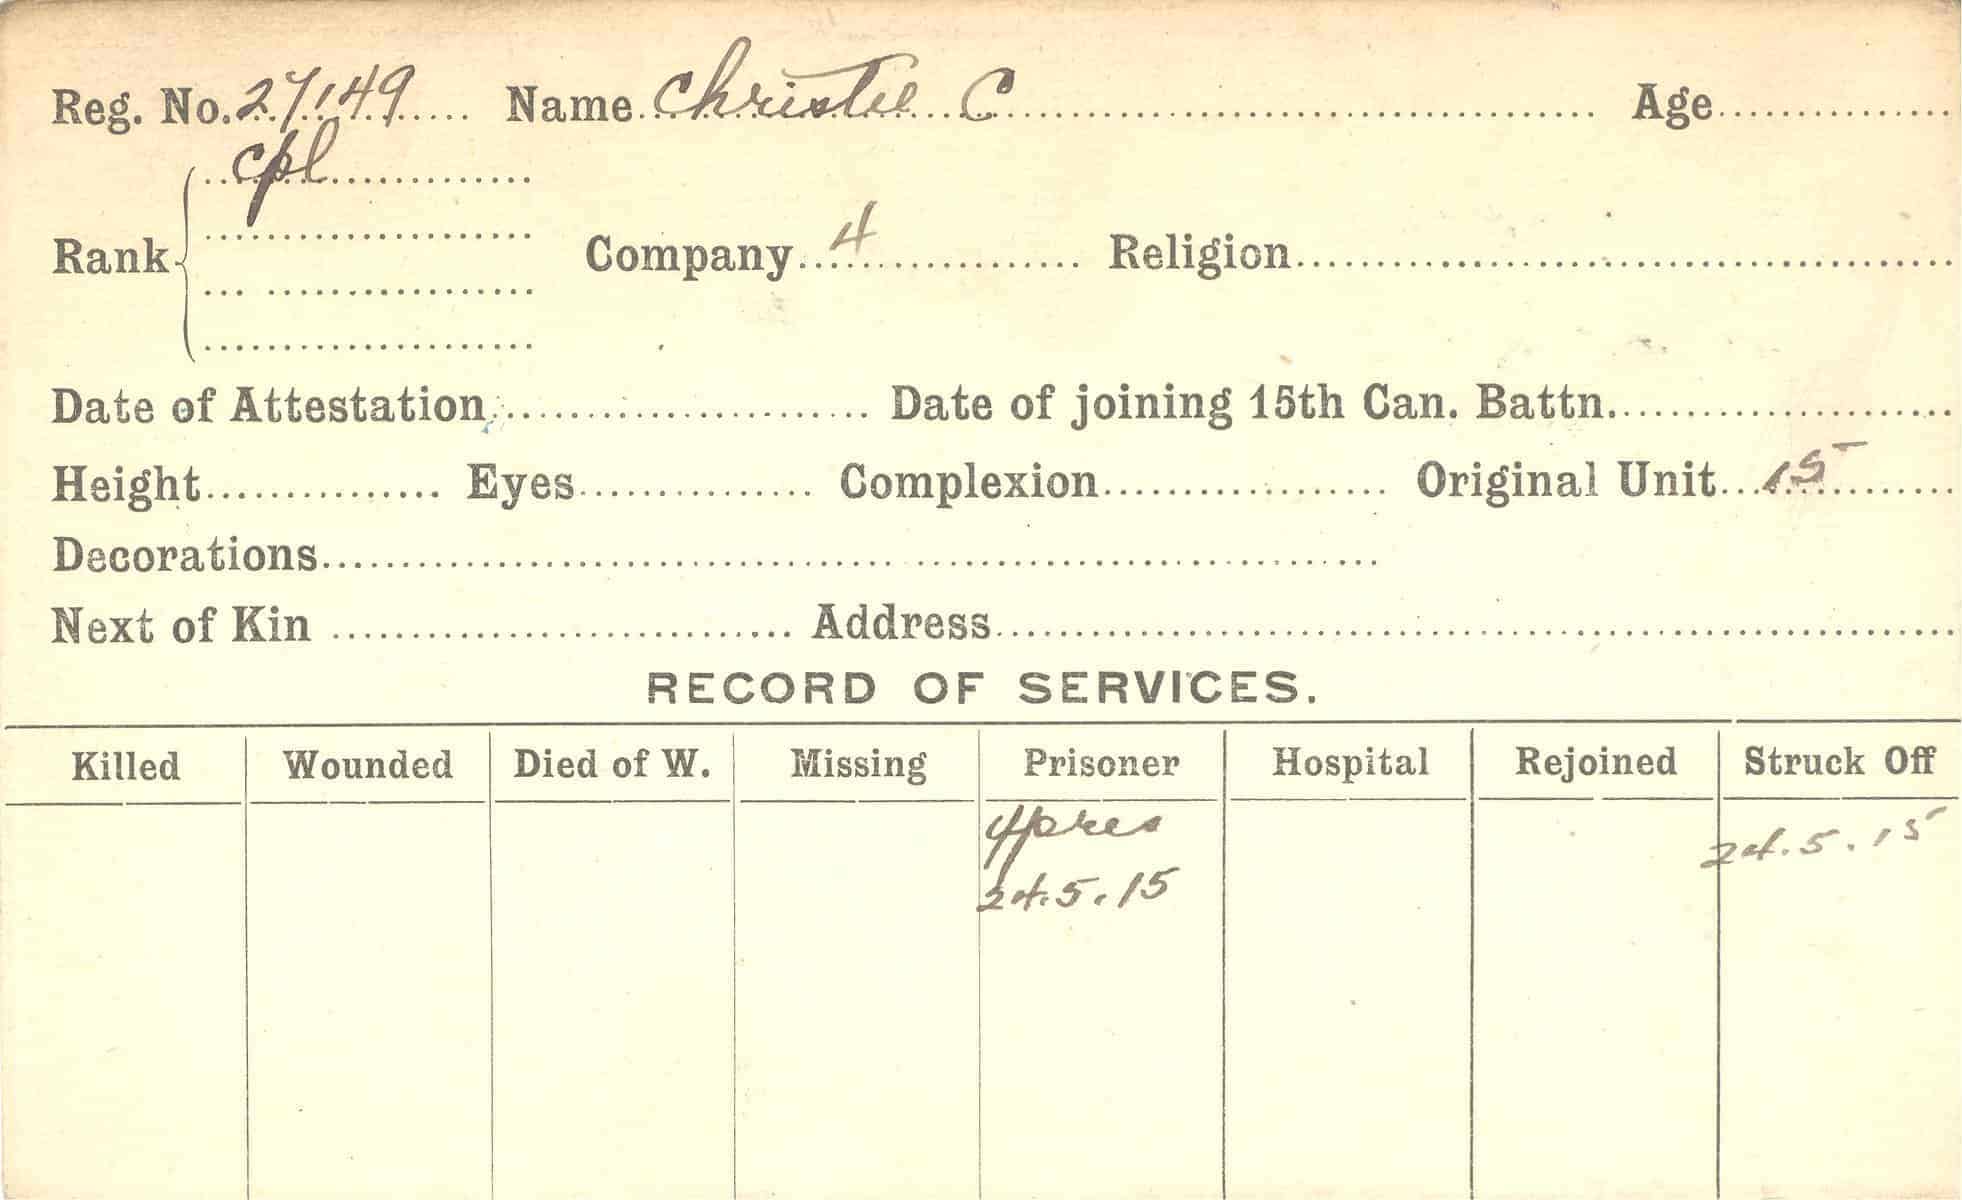 Reg. No. 27149 Name Christie C Age
Rank Cpl Company 4 Religion
Date of Attestation Date of joining 15th Can. Battn.
Height Eyes Complexion Original Unit 15
Decorations
Next of Kin Address
RECORD OF SERVICES.
Killed Wounded Died of W. Missing Prisoner Hospital Rejoined Struck Off
Ypres 24.5.15
24.5.15